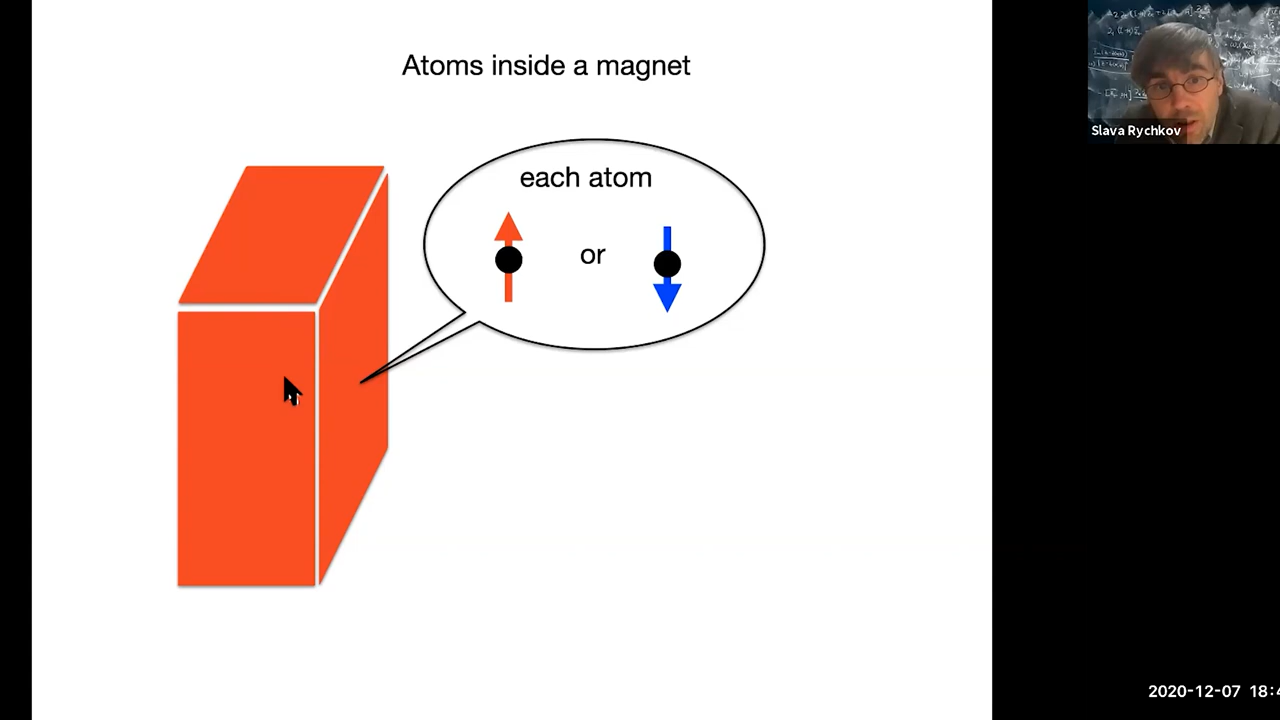 Atoms inside a magnet
each atom
or
Slava Rychkov
2020-12-07 18:4